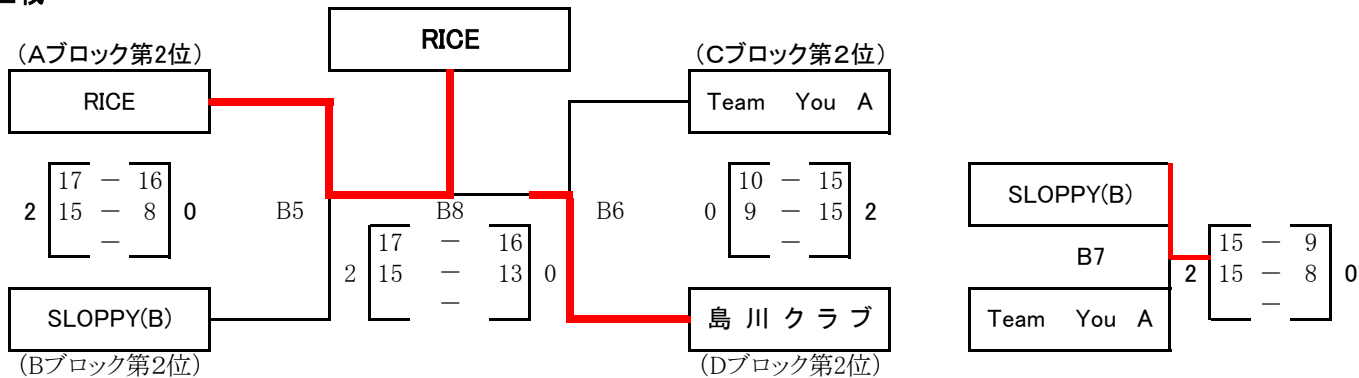 RICE
(Aブロック第2位)
(Cブロック第2位)
RICE
Team You A
17 － 16
2 15 － 8 0
－
B5
B8
B6
10 － 15
0 9 － 15 2
－
17 － 16
2 15 － 13 0
－
SLOPPY(B)
島 川 ク ラ ブ
(Bブロック第2位)
(Dブロック第2位)
SLOPPY(B)
B7
15 － 9
2 15 － 8 0
－
Team You A